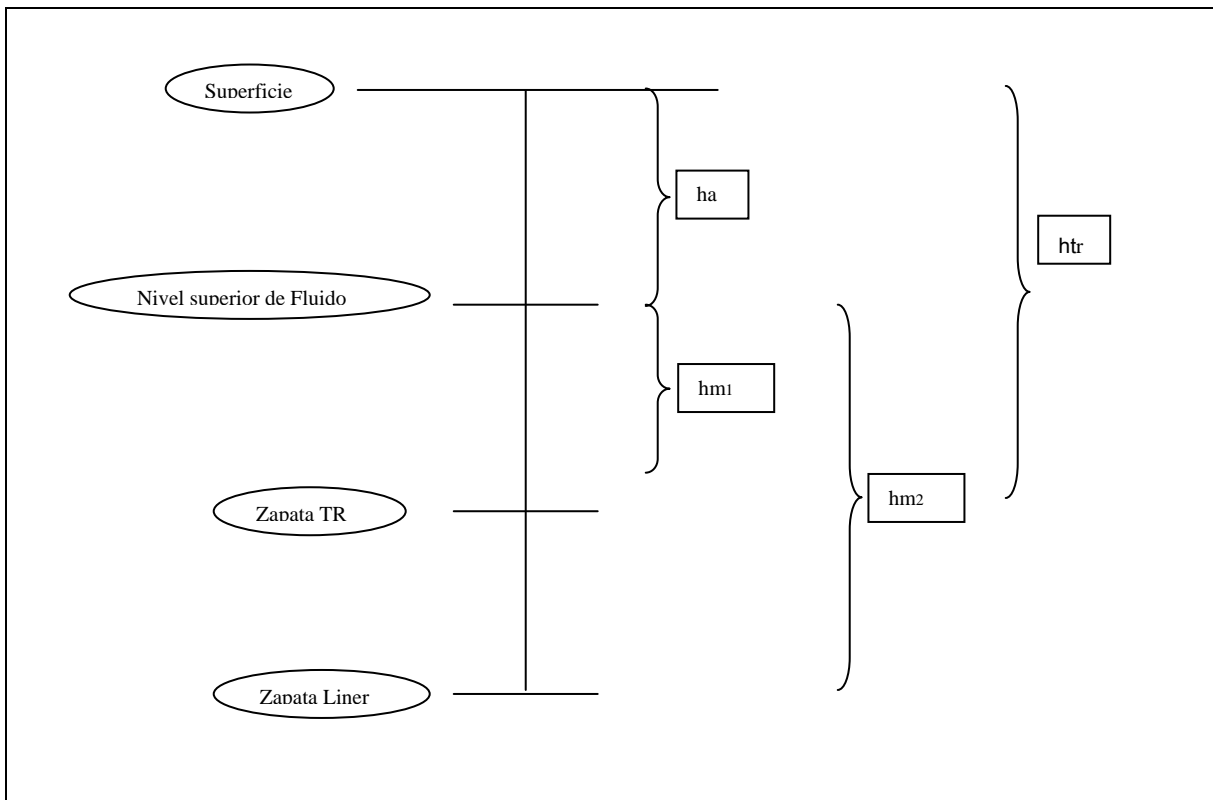 Superficie
ha
htr
Nivel superior de Fluido
hm1
hm2
Zapata TR
Zapata Liner